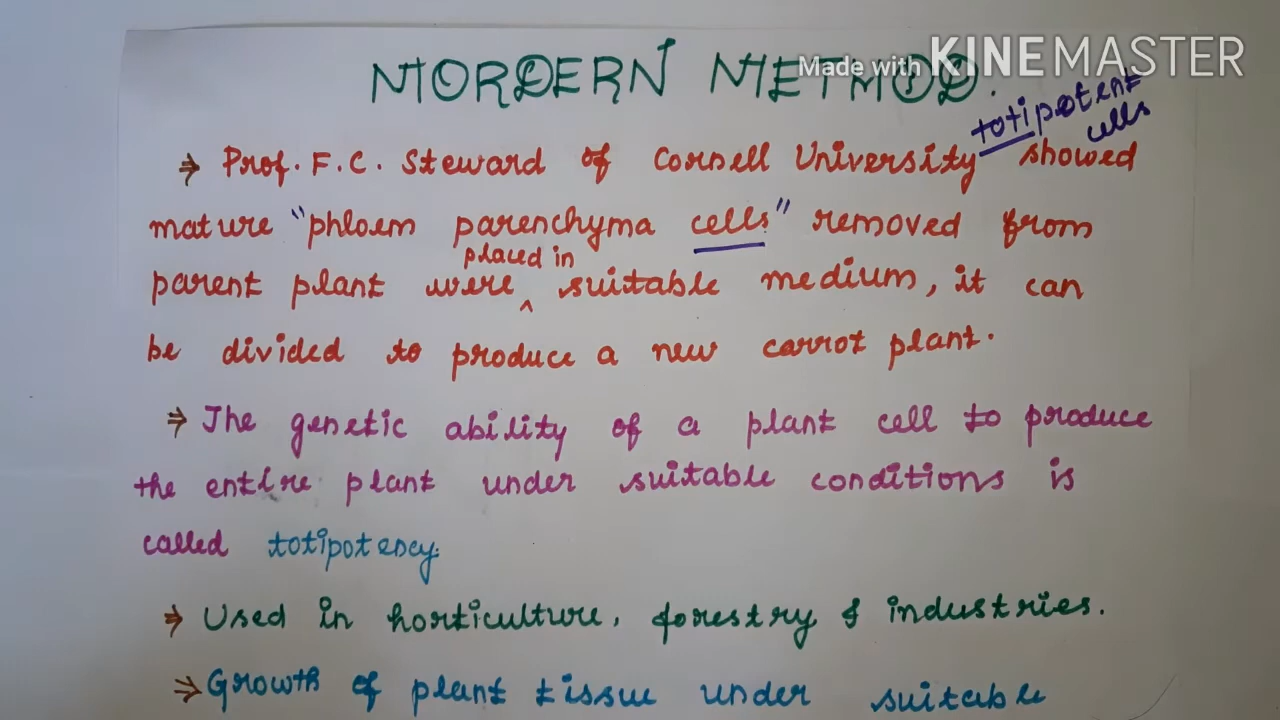 MORDERN METHOD.
Made with KINEMASTER
totipotent
cells
⇒ Prof. F.C. Steward of Cornell University showed
mature "phloem parenchyma cells" removed from
placed in
parent plant were ^ suitable medium, it can
be divided to produce a new carrot plant.
⇒ The genetic ability of a plant cell to produce
the entire plant under suitable conditions is
called totipotency.
⇒ Used in horticulture, forestry & industries.
⇒ Growth of plant tissue under suitable